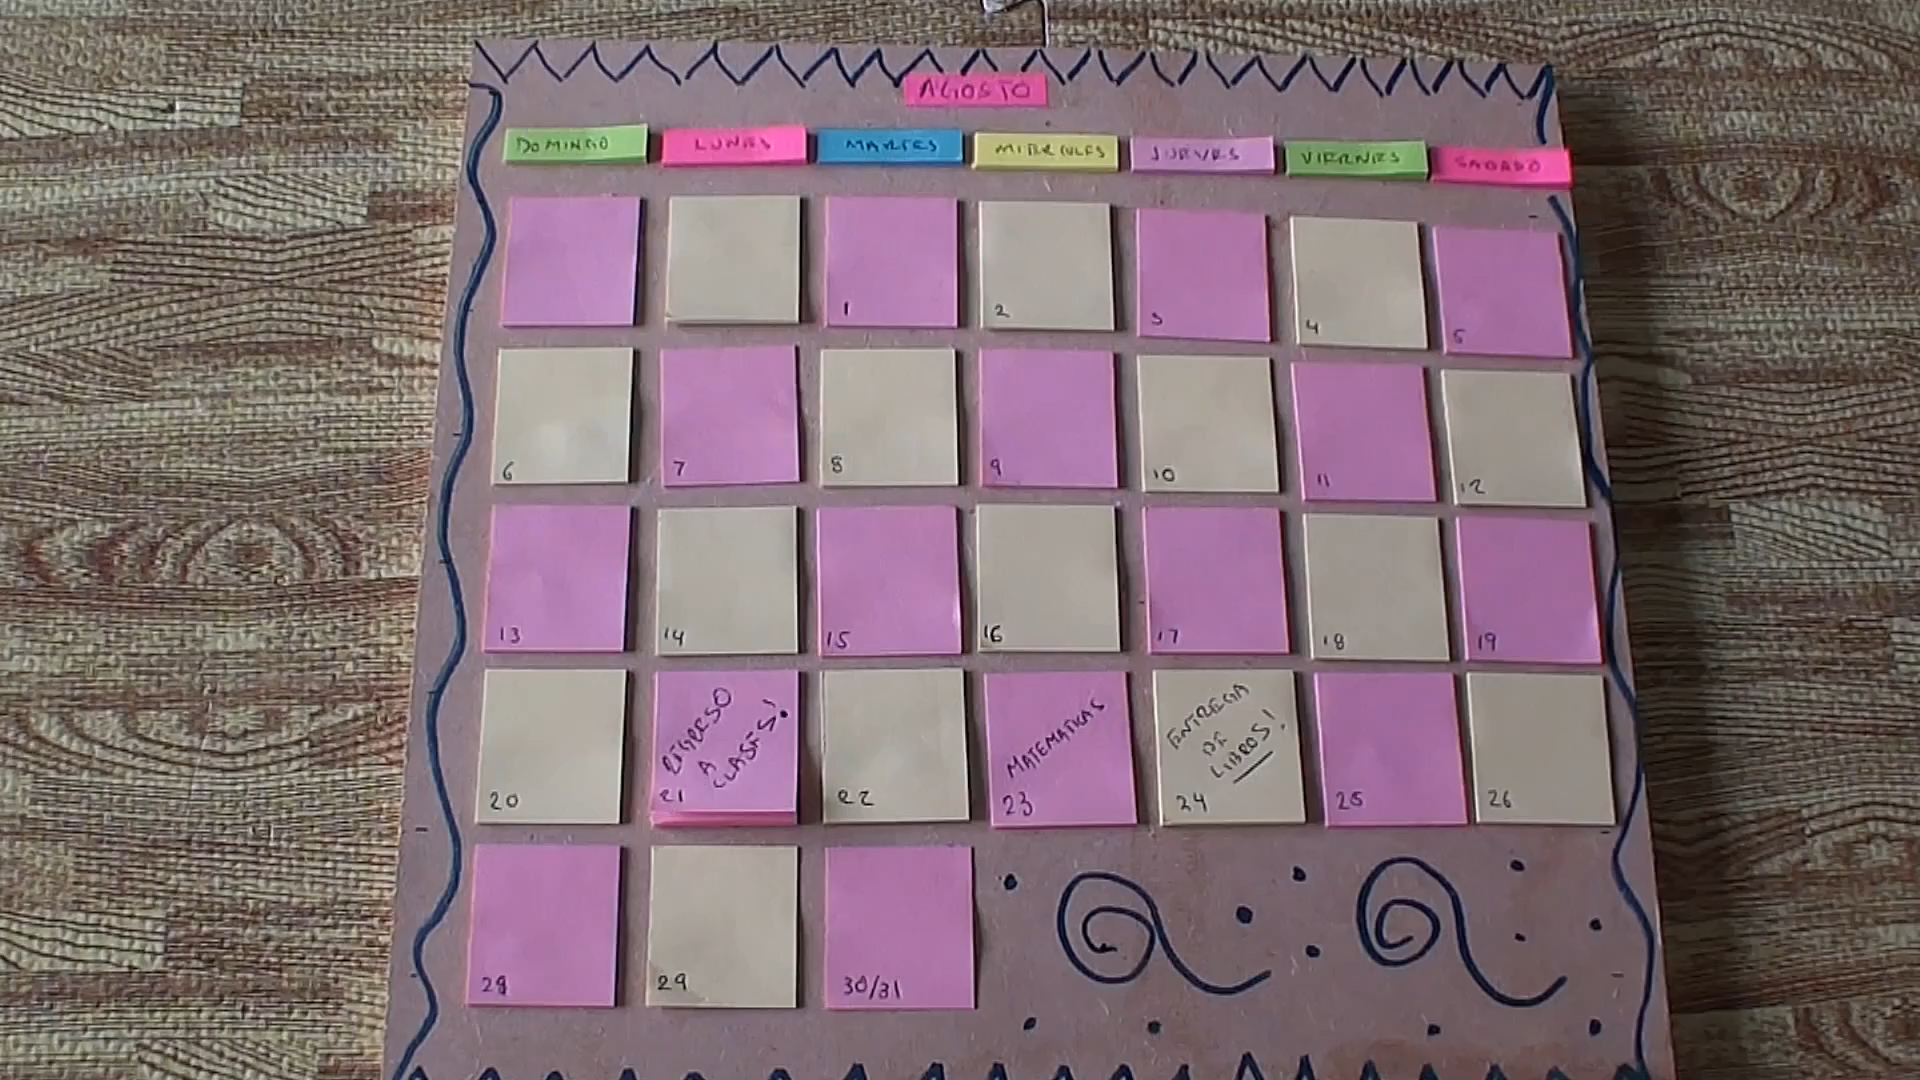 AGOSTO
DOMINGO LUNES MARTES MIERCOLES JUEVES VIERNES SABADO
1 2 3 4 5
6 7 8 9 10 11 12
13 14 15 16 17 18 19
REGRESO
A
CLASES!
MATEMATICAS
ENTREGA
DE
LIBROS!
20 21 22 23 24 25 26
28 29 30/31